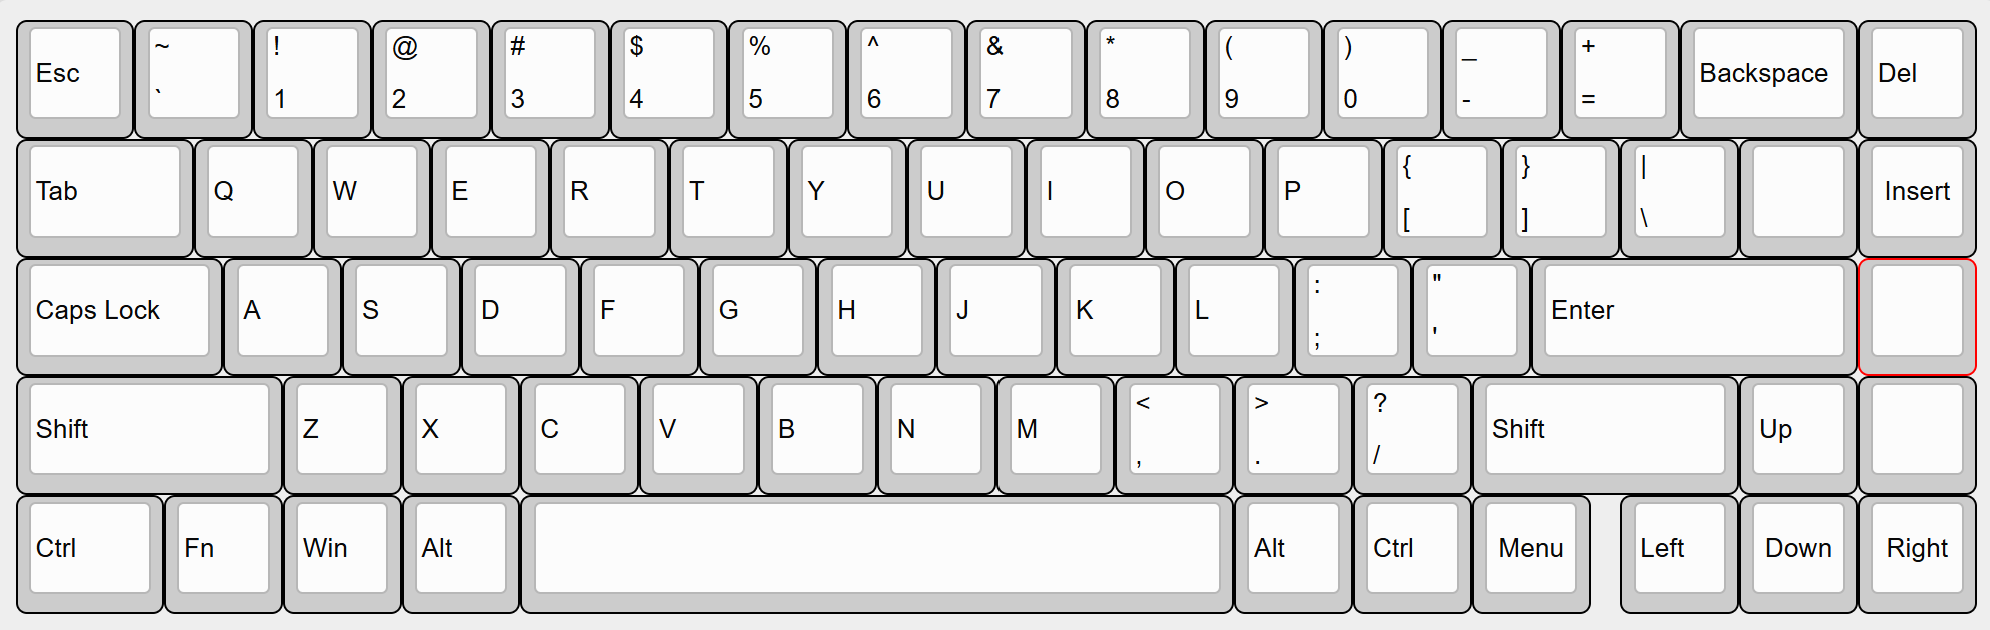 ~ ! @ # $ % ^ & * ( ) _ +
Esc ` 1 2 3 4 5 6 7 8 9 0 - = Backspace Del
{ } |
Tab Q W E R T Y U I O P [ ] \ Insert
: "
Caps Lock A S D F G H J K L ; ' Enter
< > ?
Shift Z X C V B N M , . / Shift Up
Ctrl Fn Win Alt Alt Ctrl Menu Left Down Right